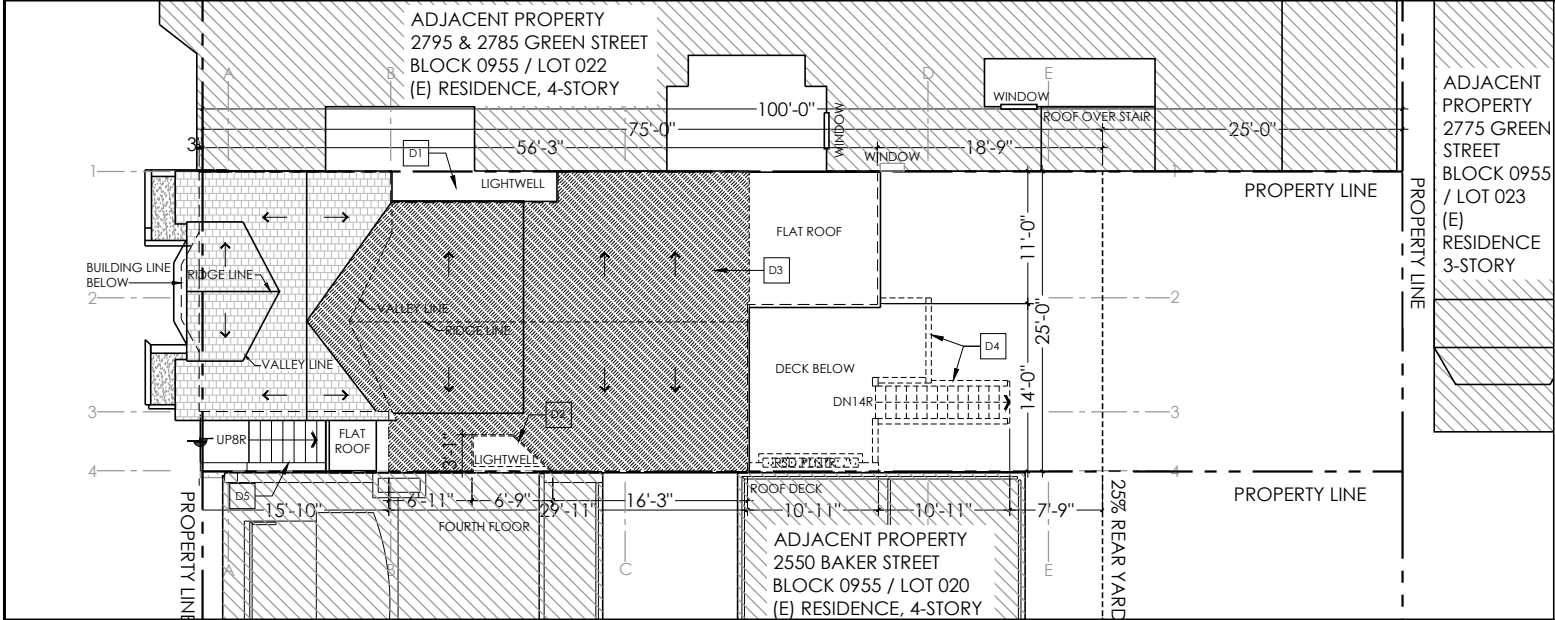 ADJACENT PROPERTY
2795 & 2785 GREEN STREET
BLOCK 0955 / LOT 022
(E) RESIDENCE, 4-STORY
A
B
D
E
WINDOW
ROOF OVER STAIR
100'-0"
75'-0"
25'-0"
3'
56'-3"
WINDOW
WINDOW
18'-9"
ADJACENT
PROPERTY
2775 GREEN
STREET
BLOCK 0955
/ LOT 023
(E)
RESIDENCE
3-STORY
1
D1
LIGHTWELL
1
PROPERTY LINE
PROPERTY LINE
FLAT ROOF
11'-0"
BUILDING LINE
BELOW
RIDGE LINE
D3
2
VALLEY LINE
2
RIDGE LINE
25'-0"
D4
VALLEY LINE
DECK BELOW
14'-0"
DN14R
3
D2
3
UP8R
FLAT
ROOF
3'-1"
LIGHTWELL
4
4
D5
ROOF DECK
PROPERTY LINE
PROPERTY LINE
15'-10"
6'-11"
6'-9"
29'-11"
16'-3"
10'-11"
10'-11"
7'-9"
25% REAR YARD
FOURTH FLOOR
ADJACENT PROPERTY
2550 BAKER STREET
BLOCK 0955 / LOT 020
(E) RESIDENCE, 4-STORY
A
B
C
E